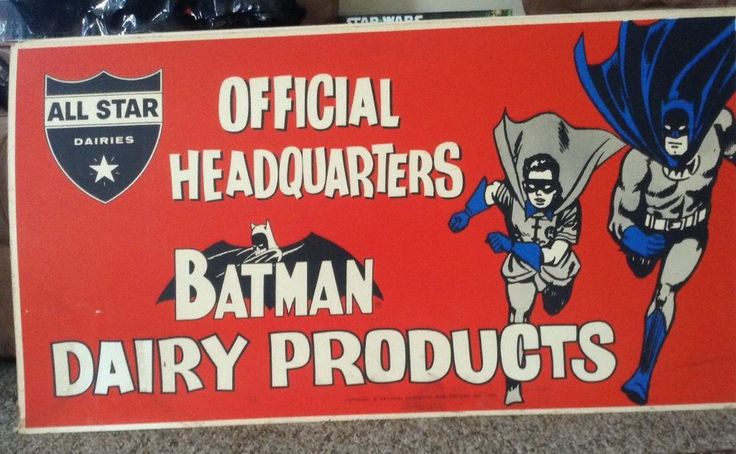 STAR WARS
ALL STAR
DAIRIES
OFFICIAL
HEADQUARTERS
BATMAN
DAIRY PRODUCTS